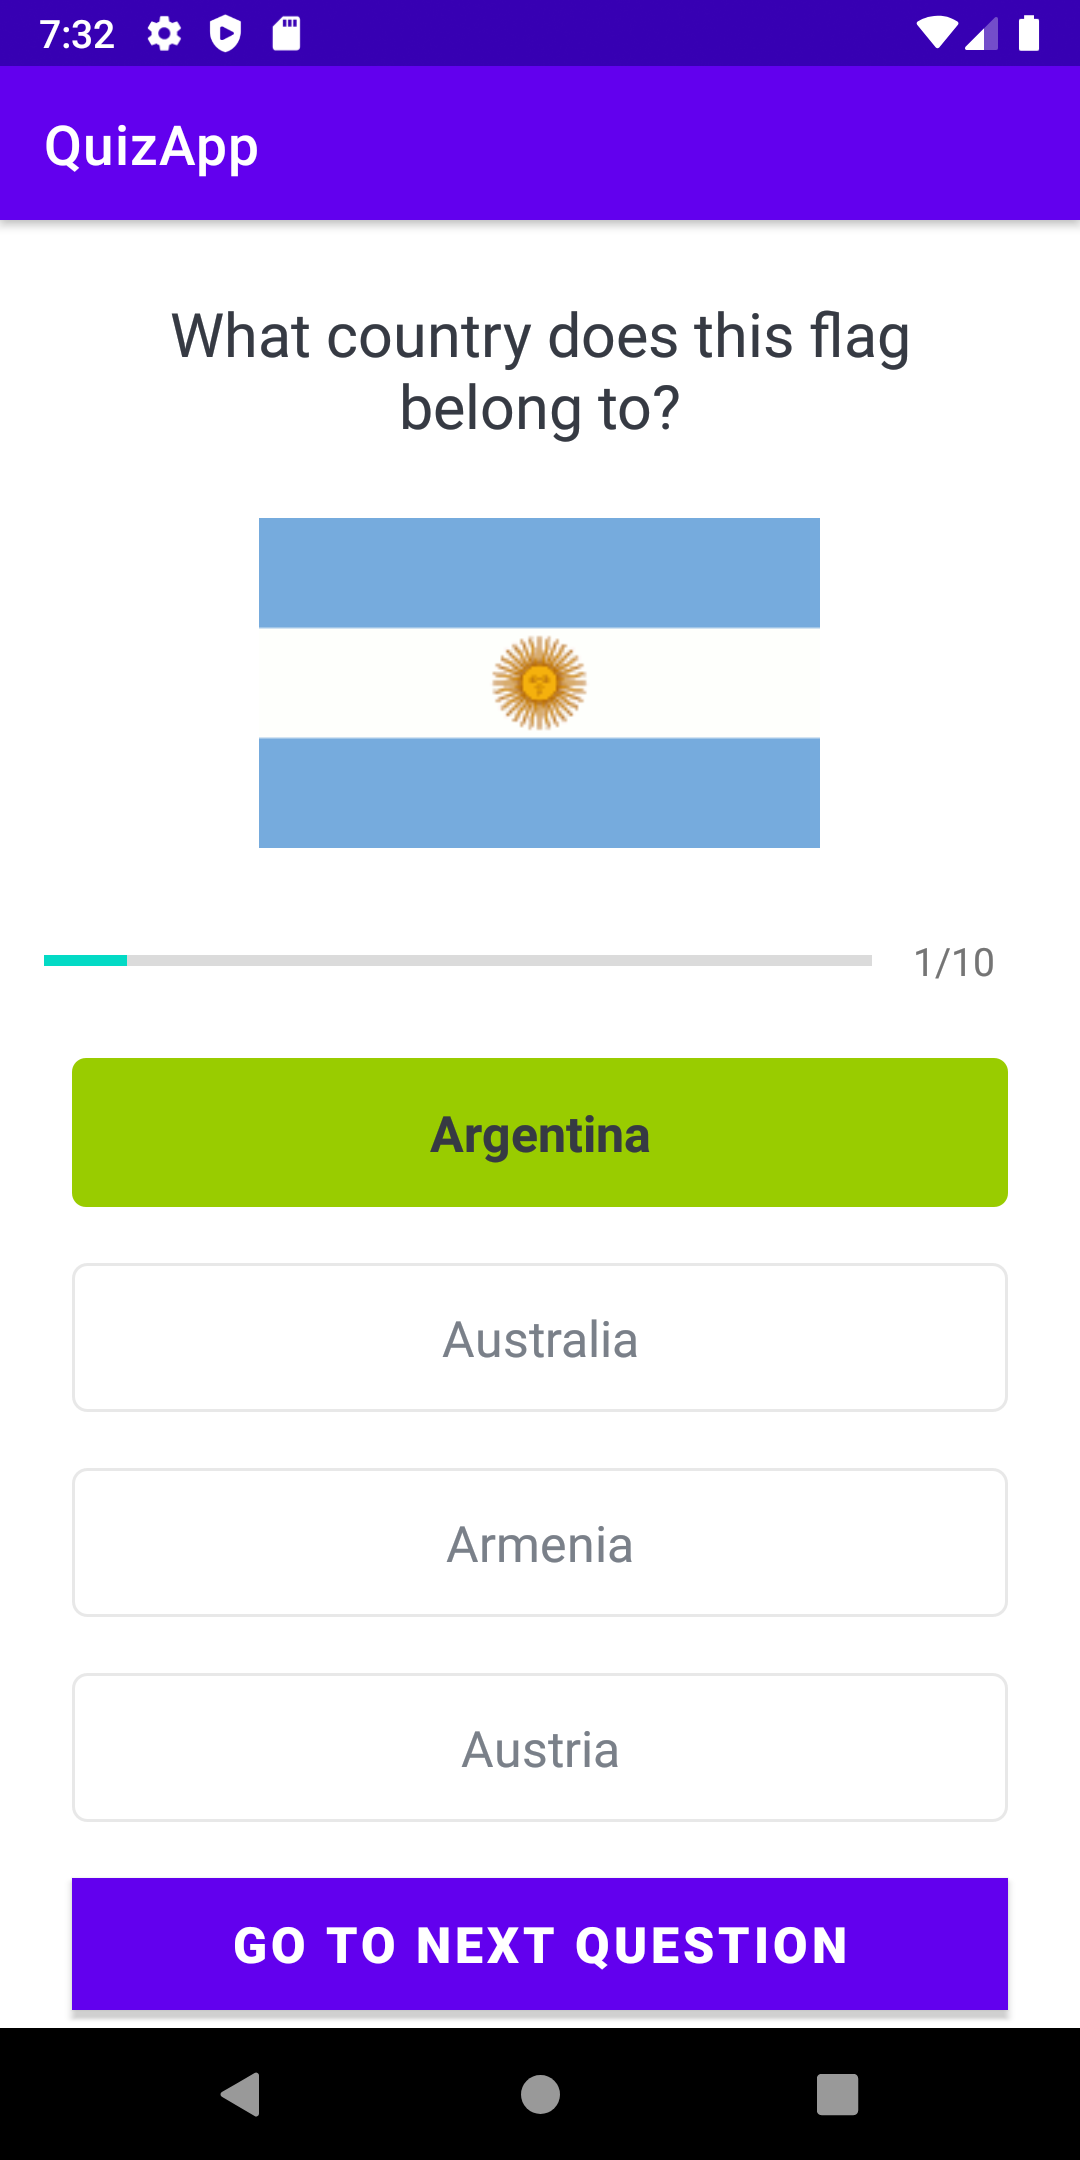 7:32
QuizApp
What country does this flag
belong to?
1/10
Argentina
Australia
Armenia
Austria
GO TO NEXT QUESTION